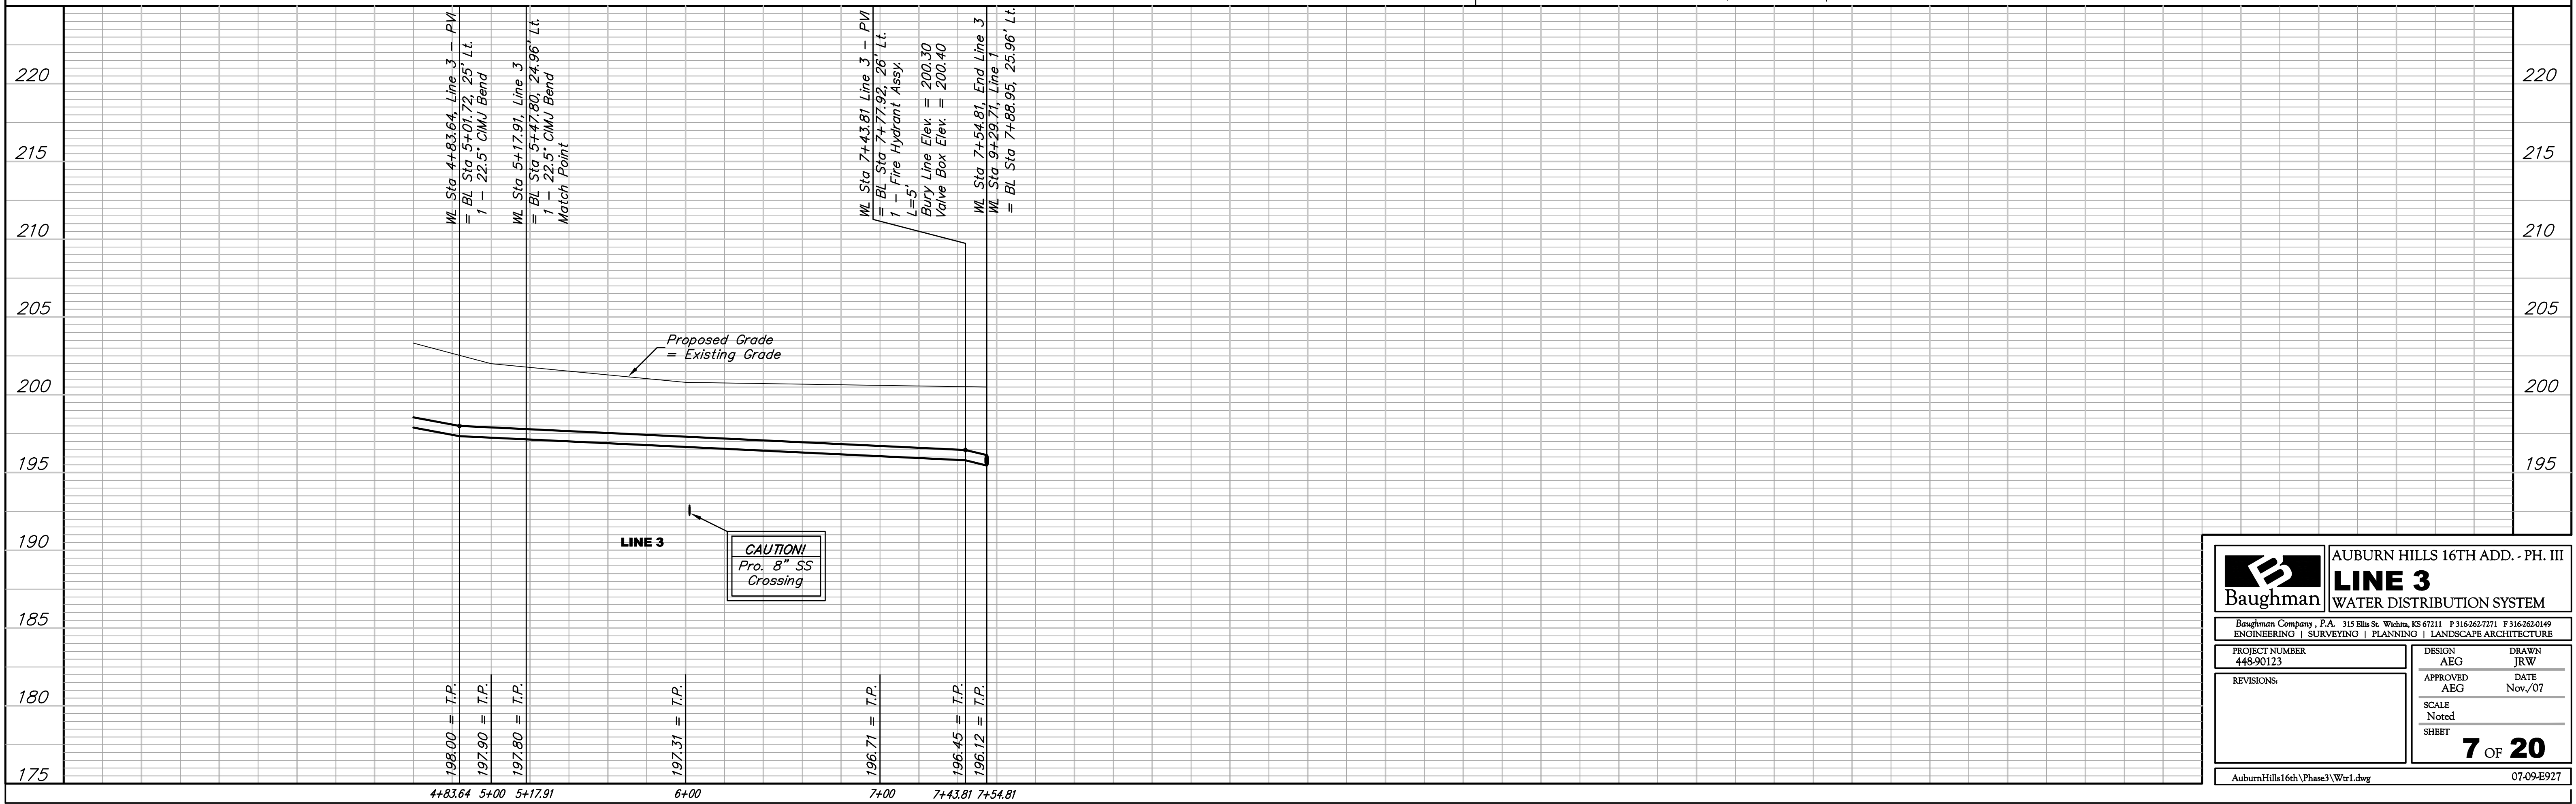 WL Sta 4+83.64, Line 3 - PVI
= BL Sta 5+01.72, 25' Lt.
1 - 22.5° CIMJ Bend
WL Sta 5+17.91, Line 3
= BL Sta 5+47.80, 24.96' Lt.
1 - 22.5° CIMJ Bend
Match Point
WL Sta 7+43.81 Line 3 - PVI
= BL Sta 7+77.92, 26' Lt.
1 - Fire Hydrant Assy.
L=5'
Bury Line Elev. = 200.30
Valve Box Elev. = 200.40
WL Sta 7+54.81, End Line 3
WL Sta 9+29.71, Line 1
= BL Sta 7+88.95, 25.96' Lt.
220
220
215
215
210
210
205
205
Proposed Grade
= Existing Grade
200
200
195
195
190
LINE 3
CAUTION!
Pro. 8" SS
Crossing
185
180
175
198.00 = T.P.
197.90 = T.P.
197.80 = T.P.
197.31 = T.P.
196.71 = T.P.
196.45 = T.P.
196.12 = T.P.
4+83.64 5+00 5+17.91 6+00 7+00 7+43.81 7+54.81
B
Baughman
AUBURN HILLS 16TH ADD. - PH. III
LINE 3
WATER DISTRIBUTION SYSTEM
Baughman Company, P.A. 315 Ellis St. Wichita, KS 67211 P 316-262-7271 F 316-262-0149
ENGINEERING | SURVEYING | PLANNING | LANDSCAPE ARCHITECTURE
PROJECT NUMBER
448-90123
REVISIONS:
DESIGN DRAWN
AEG JRW
APPROVED DATE
AEG Nov./07
SCALE
Noted
SHEET
7 OF 20
AuburnHills16th\Phase3\Wtr1.dwg 07-09-E927